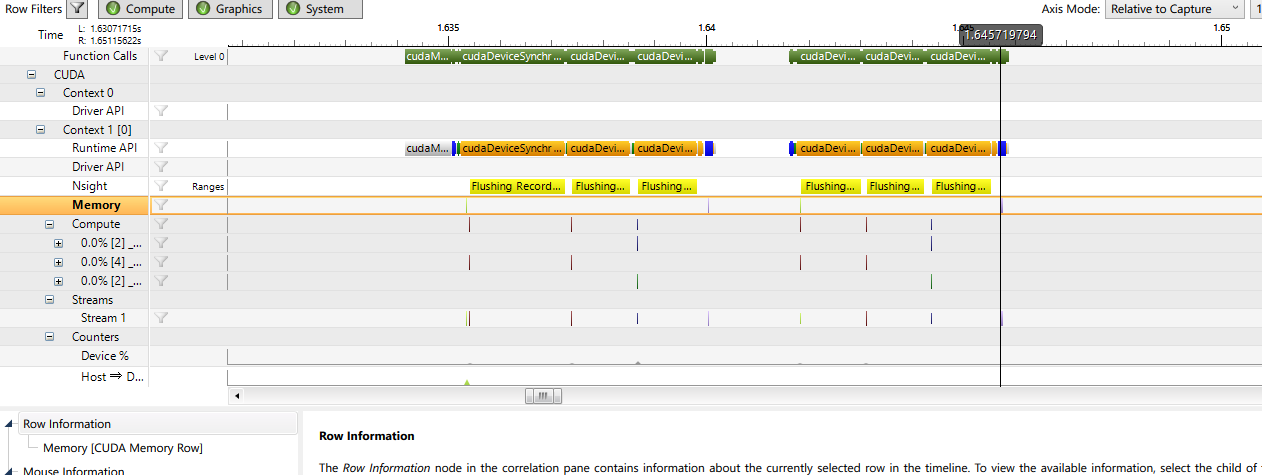 Row Filters Compute Graphics System Axis Mode: Relative to Capture 1
Time L: 1.63071715s R: 1.65115622s 1.635 1.64 1.65
1.645719794
Function Calls Level 0 cudaM... cudaDeviceSynchr ... cudaDevi... cudaDevi... cudaDevi... cudaDevi... cudaDevi...
CUDA
Context 0
Driver API
Context 1 [0]
Runtime API cudaM... cudaDeviceSynchr ... cudaDevi... cudaDevi... cudaDevi... cudaDevi... cudaDevi...
Driver API
Nsight Ranges Flushing Record... Flushing... Flushing... Flushing... Flushing... Flushing...
Memory
Compute
0.0% [2] _...
0.0% [4] _...
0.0% [2] _...
Streams
Stream 1
Counters
Device %
Host ⇒ D...
Row Information
Memory [CUDA Memory Row]
Mouse Information
Row Information
The Row Information node in the correlation pane contains information about the currently selected row in the timeline. To view the available information, select the child of